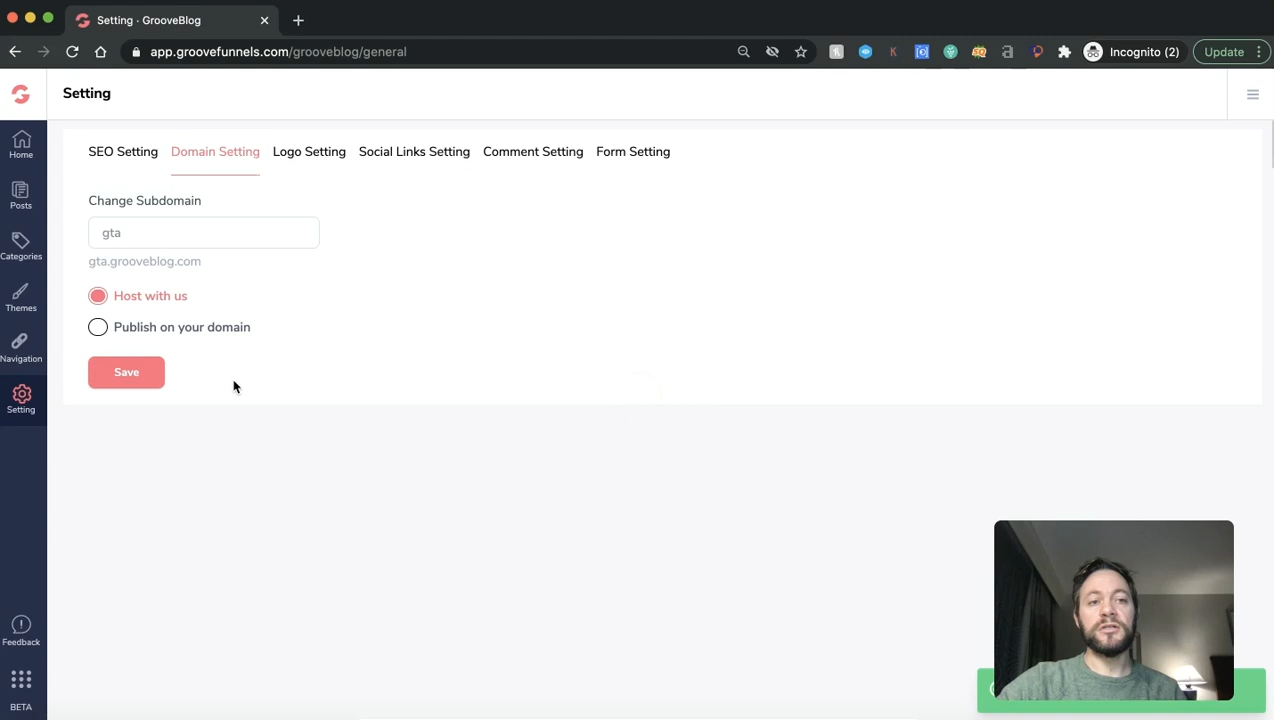 Setting · GrooveBlog
app.groovefunnels.com/grooveblog/general
Incognito (2)
Update
Setting
Home
Posts
Categories
Themes
Navigation
Setting
Feedback
BETA
SEO Setting Domain Setting Logo Setting Social Links Setting Comment Setting Form Setting
Change Subdomain
gta
gta.grooveblog.com
Host with us
Publish on your domain
Save